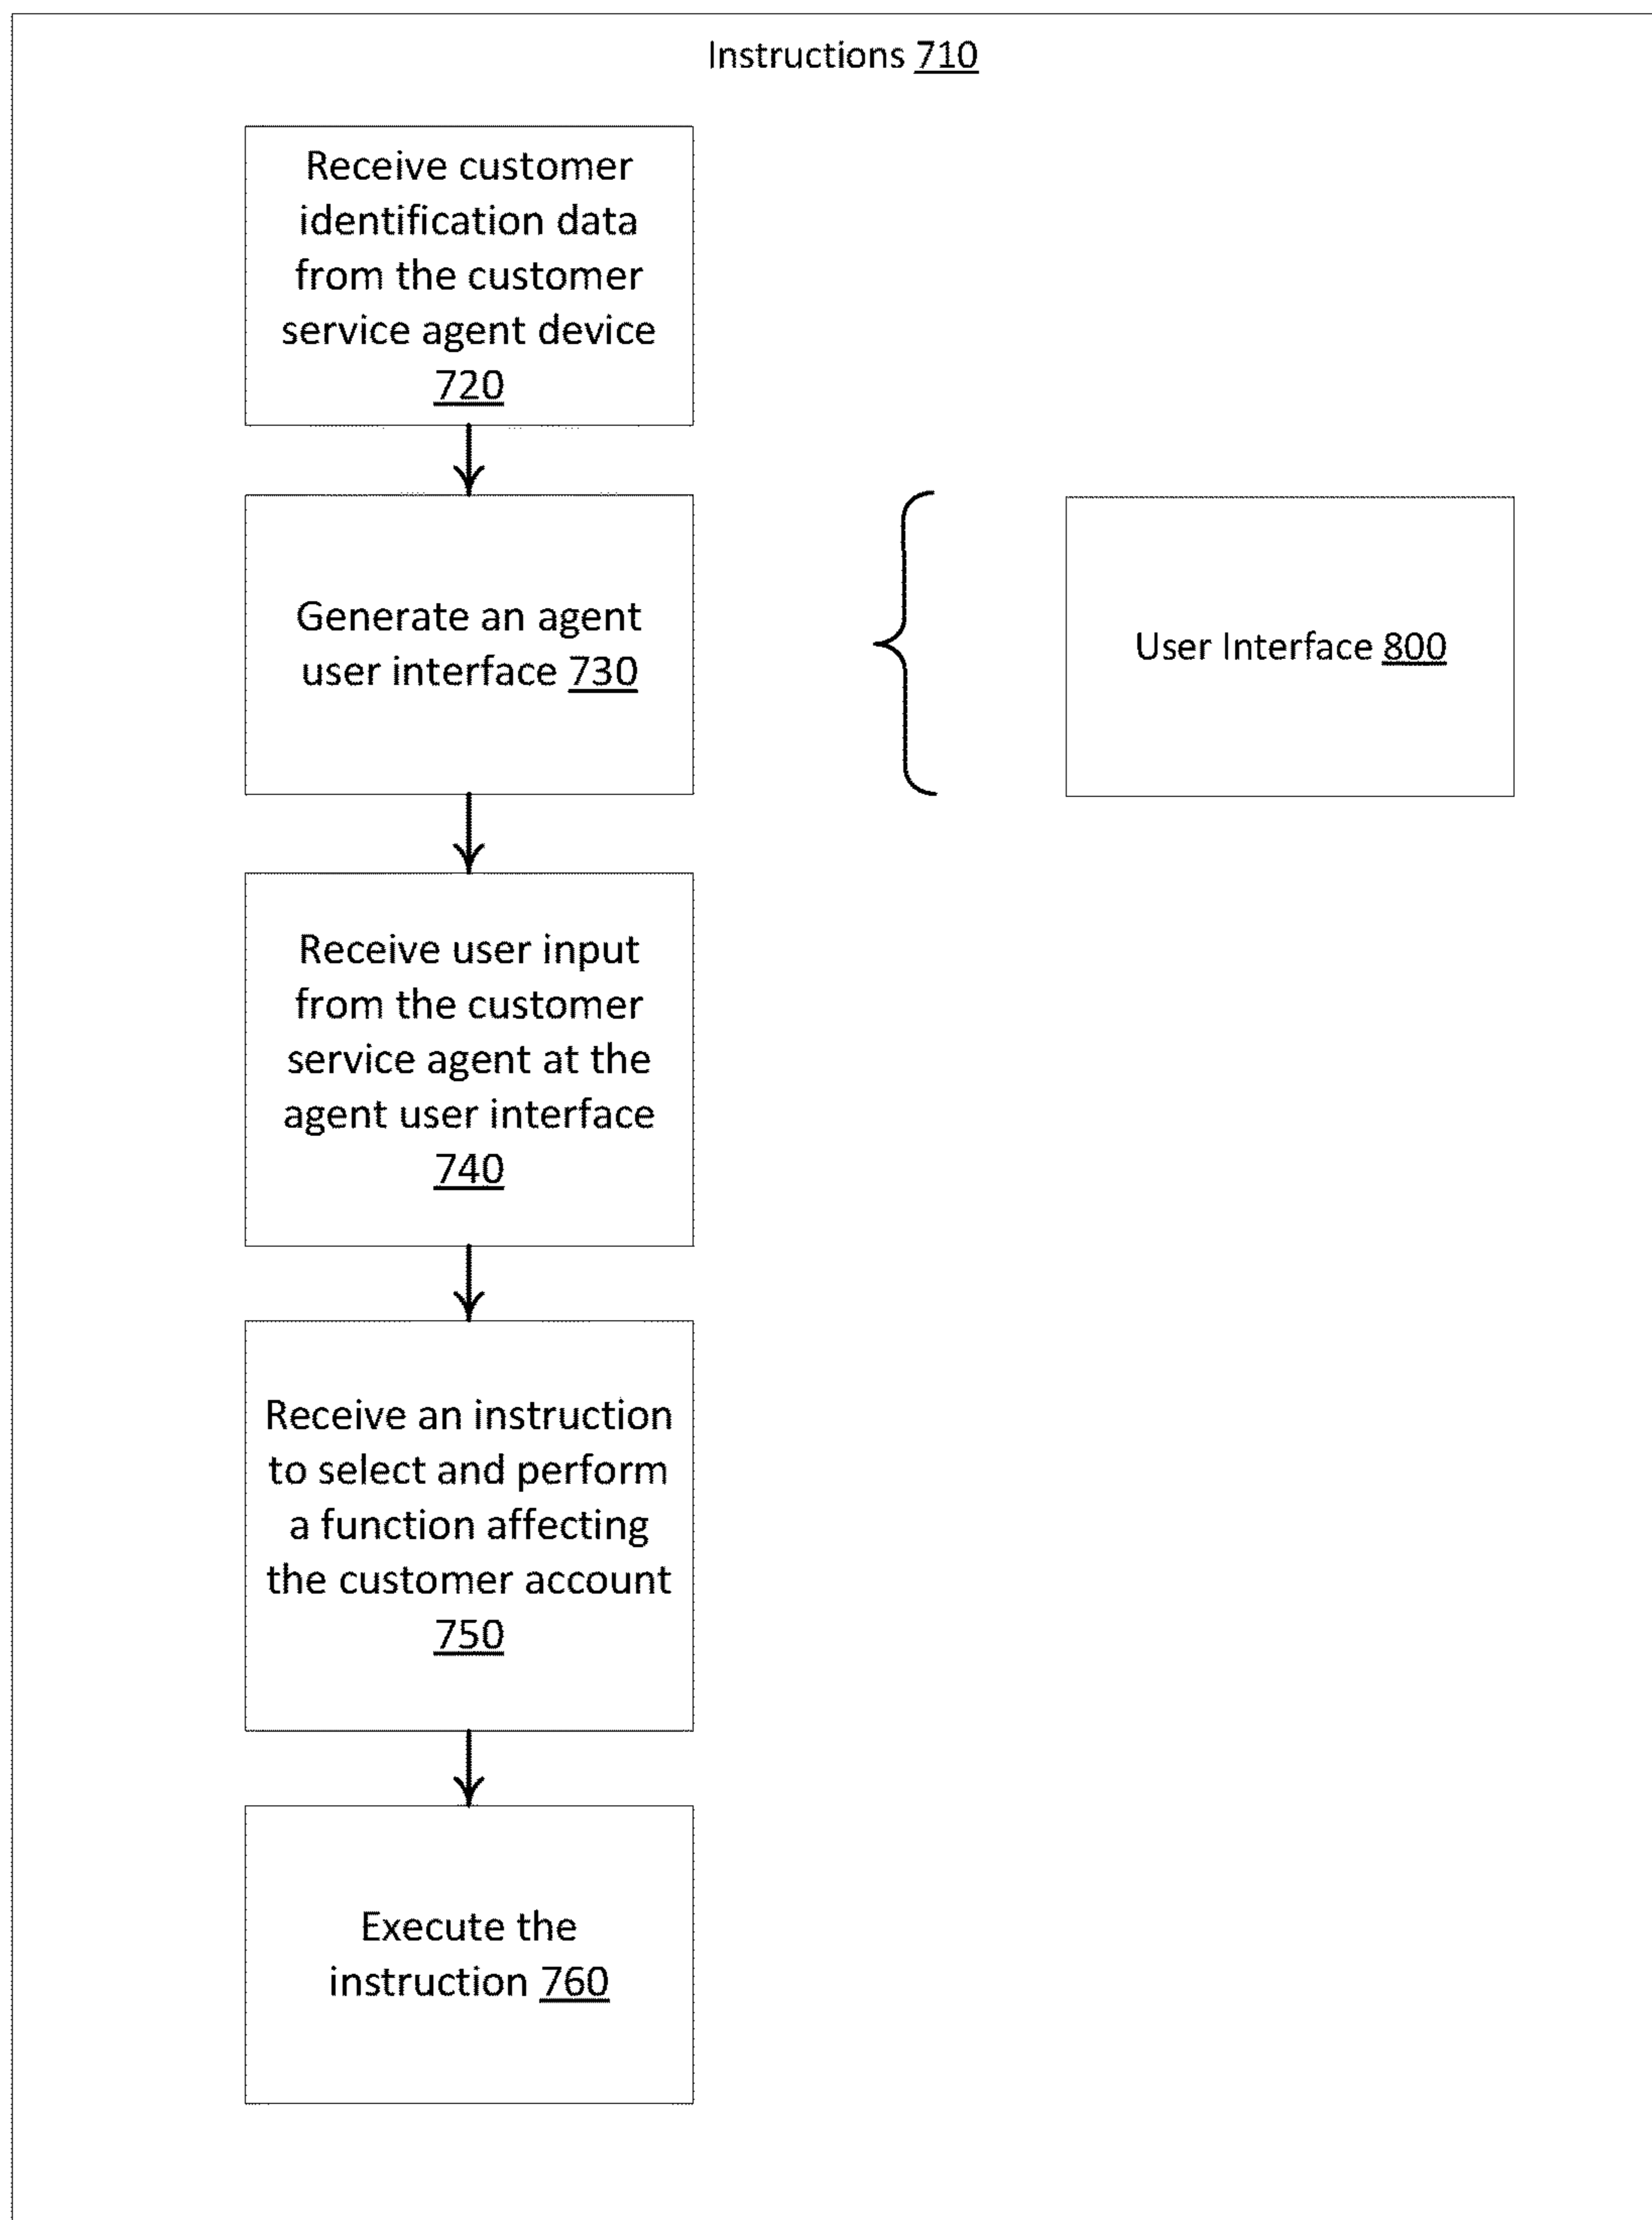 Instructions 710
Receive customer
identification data
from the customer
service agent device
720
Generate an agent
user interface 730
User Interface 800
Receive user input
from the customer
service agent at the
agent user interface
740
Receive an instruction
to select and perform
a function affecting
the customer account
750
Execute the
instruction 760